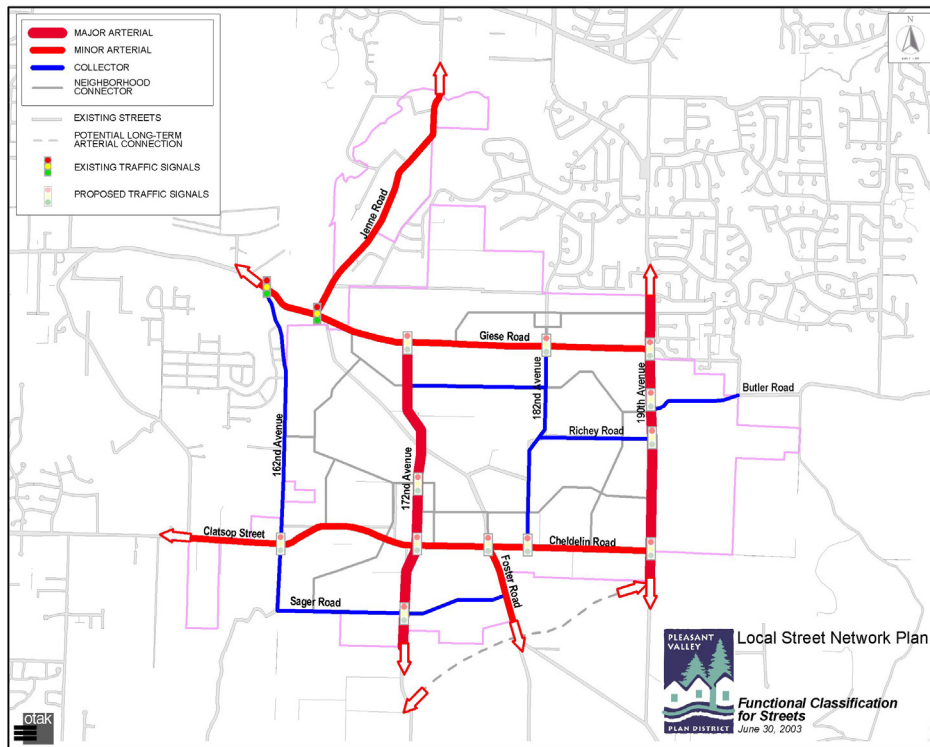 MAJOR ARTERIAL
MINOR ARTERIAL
COLLECTOR
NEIGHBORHOOD
CONNECTOR
EXISTING STREETS
POTENTIAL LONG-TERM
ARTERIAL CONNECTION
EXISTING TRAFFIC SIGNALS
PROPOSED TRAFFIC SIGNALS
N
Jenne Road
Giese Road
182nd Avenue
190th Avenue
Butler Road
Richey Road
162nd Avenue
172nd Avenue
Clatsop Street
Cheldelin Road
Foster Road
Sager Road
PLEASANT
VALLEY
PLAN DISTRICT
Local Street Network Plan
Functional Classification
for Streets
June 30, 2003
otak